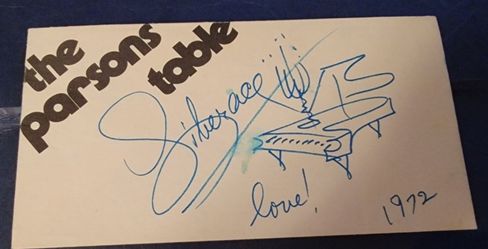 the
parsons
table
Liberace
love!
1972